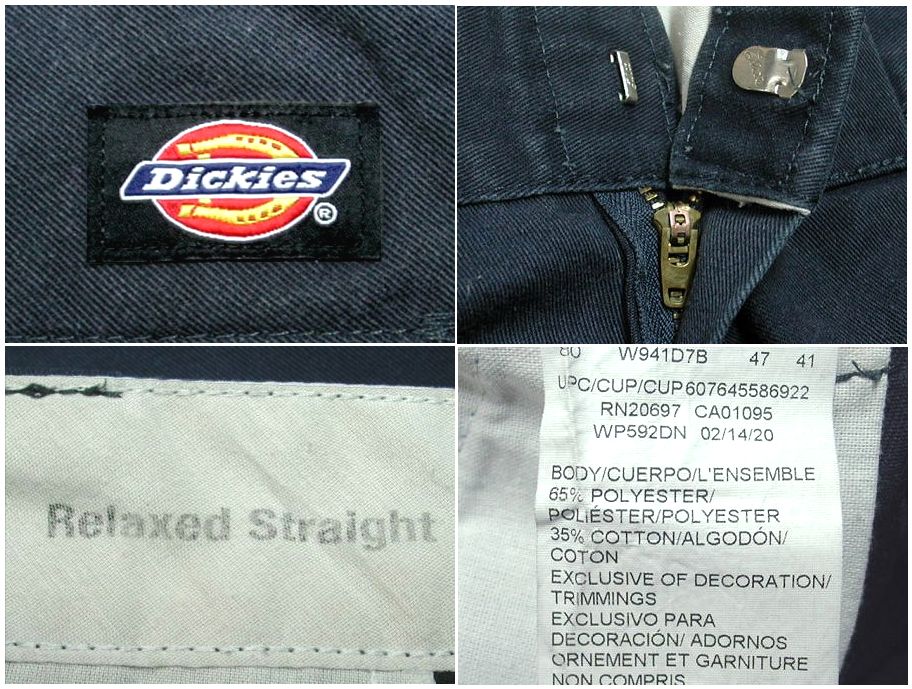 Dickies
®
Relaxed Straight
80 W941D7B 47 41
UPC/CUP/CUP 607645586922
RN20697 CA01095
WP592DN 02/14/20
BODY/CUERPO/L'ENSEMBLE
65% POLYESTER/
POLIÉSTER/POLYESTER
35% COTTON/ALGODÓN/
COTON
EXCLUSIVE OF DECORATION/
TRIMMINGS
EXCLUSIVO PARA
DECORACIÓN/ ADORNOS
ORNEMENT ET GARNITURE
NON COMPRIS